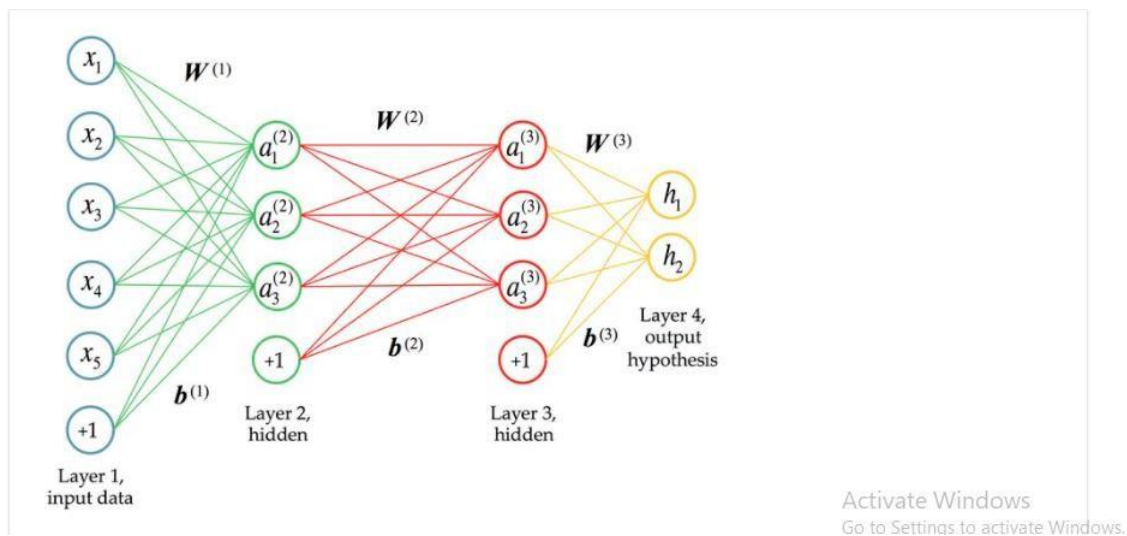 x₁
x₂
x₃
x₄
x₅
+1
Layer 1,
input data
W⁽¹⁾
b⁽¹⁾
a₁⁽²⁾
a₂⁽²⁾
a₃⁽²⁾
+1
Layer 2,
hidden
W⁽²⁾
b⁽²⁾
a₁⁽³⁾
a₂⁽³⁾
a₃⁽³⁾
+1
Layer 3,
hidden
W⁽³⁾
b⁽³⁾
h₁
h₂
Layer 4,
output
hypothesis
Activate Windows
Go to Settings to activate Windows.